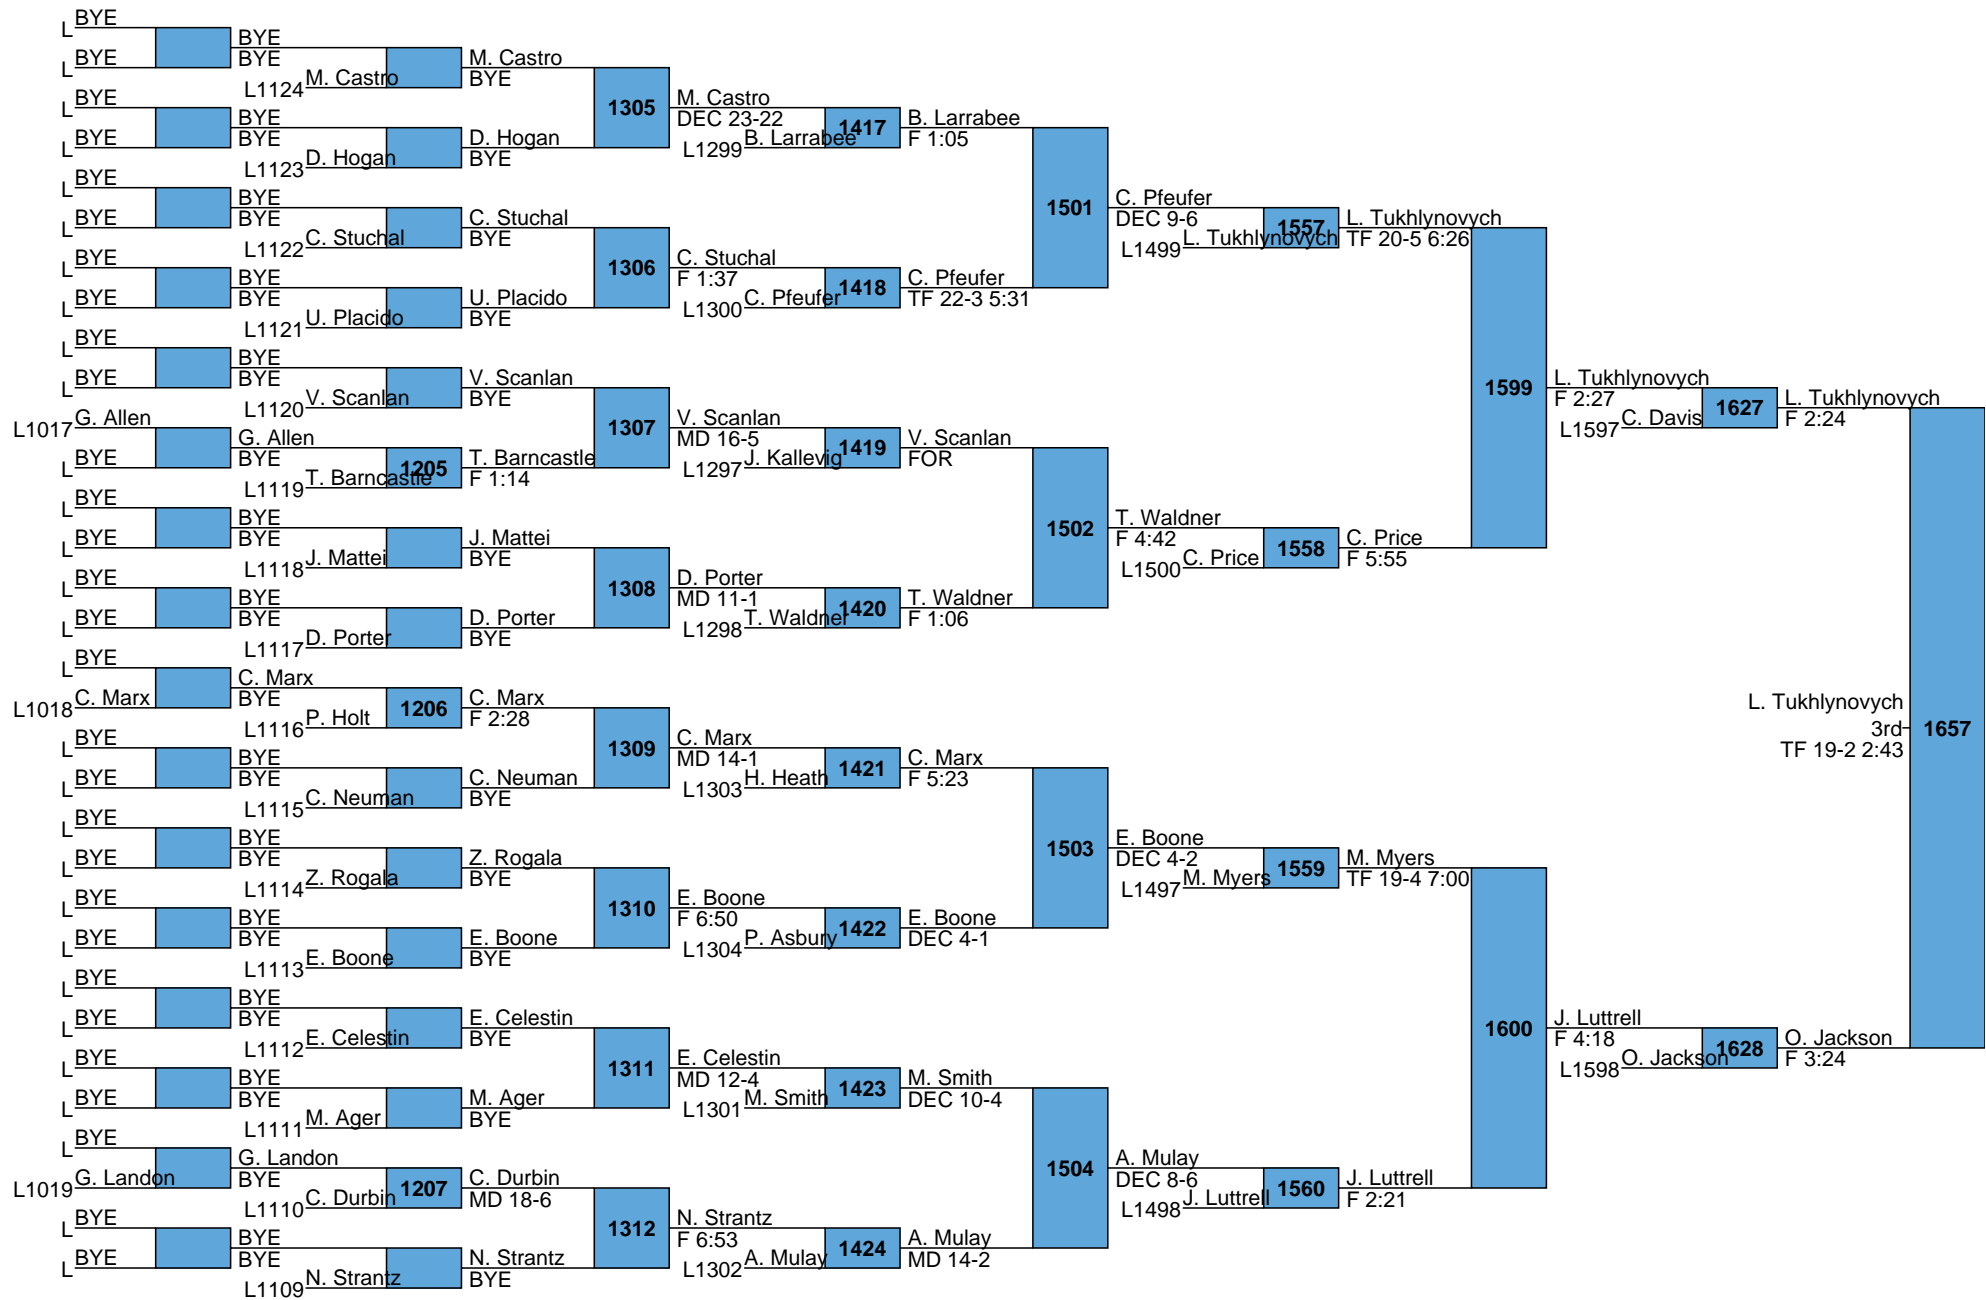 BYE
L
BYE
L
BYE
BYE
L1124 M. Castro
M. Castro
BYE
BYE
L
BYE
L
BYE
BYE
L1123 D. Hogan
D. Hogan
BYE
1305
M. Castro
DEC 23-22
L1299 B. Larrabee
1417
B. Larrabee
F 1:05
BYE
L
BYE
L
BYE
BYE
L1122 C. Stuchal
C. Stuchal
BYE
BYE
L
BYE
L
BYE
BYE
L1121 U. Placido
U. Placido
BYE
1306
C. Stuchal
F 1:37
L1300 C. Pfeufer
1418
C. Pfeufer
TF 22-3 5:31
1501
C. Pfeufer
DEC 9-6
L1499 L. Tukhlynovych
1557
L. Tukhlynovych
TF 20-5 6:26
BYE
L
BYE
L
BYE
BYE
L1120 V. Scanlan
V. Scanlan
BYE
L1017 G. Allen
BYE
L
G. Allen
BYE
L1119 T. Barncastle
1205
T. Barncastle
F 1:14
1307
V. Scanlan
MD 16-5
L1297 J. Kallevig
1419
V. Scanlan
FOR
BYE
L
BYE
L
BYE
BYE
L1118 J. Mattei
J. Mattei
BYE
BYE
L
BYE
L
BYE
BYE
L1117 D. Porter
D. Porter
BYE
1308
D. Porter
MD 11-1
L1298 T. Waldner
1420
T. Waldner
F 1:06
1502
T. Waldner
F 4:42
L1500 C. Price
1558
C. Price
F 5:55
1599
L. Tukhlynovych
F 2:27
L1597 C. Davis
1627
L. Tukhlynovych
F 2:24
BYE
L
L1018 C. Marx
C. Marx
BYE
L1116 P. Holt
1206
C. Marx
F 2:28
BYE
L
BYE
L
BYE
BYE
L1115 C. Neuman
C. Neuman
BYE
1309
C. Marx
MD 14-1
L1303 H. Heath
1421
C. Marx
F 5:23
BYE
L
BYE
L
BYE
BYE
L1114 Z. Rogala
Z. Rogala
BYE
BYE
L
BYE
L
BYE
BYE
L1113 E. Boone
E. Boone
BYE
1310
E. Boone
F 6:50
L1304 P. Asbury
1422
E. Boone
DEC 4-1
1503
E. Boone
DEC 4-2
L1497 M. Myers
1559
M. Myers
TF 19-4 7:00
BYE
L
BYE
L
BYE
BYE
L1112 E. Celestin
E. Celestin
BYE
BYE
L
BYE
L
BYE
BYE
L1111 M. Ager
M. Ager
BYE
1311
E. Celestin
MD 12-4
L1301 M. Smith
1423
M. Smith
DEC 10-4
BYE
L
L1019 G. Landon
G. Landon
BYE
L1110 C. Durbin
1207
C. Durbin
MD 18-6
BYE
L
BYE
L
BYE
BYE
L1109 N. Strantz
N. Strantz
BYE
1312
N. Strantz
F 6:53
L1302 A. Mulay
1424
A. Mulay
MD 14-2
1504
A. Mulay
DEC 8-6
L1498 J. Luttrell
1560
J. Luttrell
F 2:21
1600
J. Luttrell
F 4:18
L1598 O. Jackson
1628
O. Jackson
F 3:24
L. Tukhlynovych
3rd
TF 19-2 2:43
1657